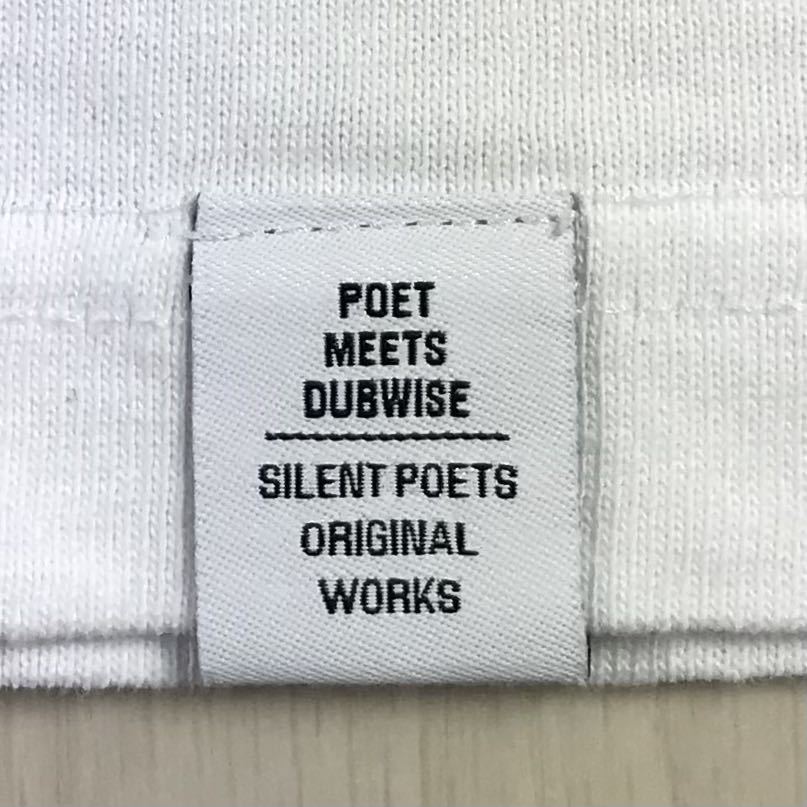 POET
MEETS
DUBWISE
SILENT POETS
ORIGINAL
WORKS